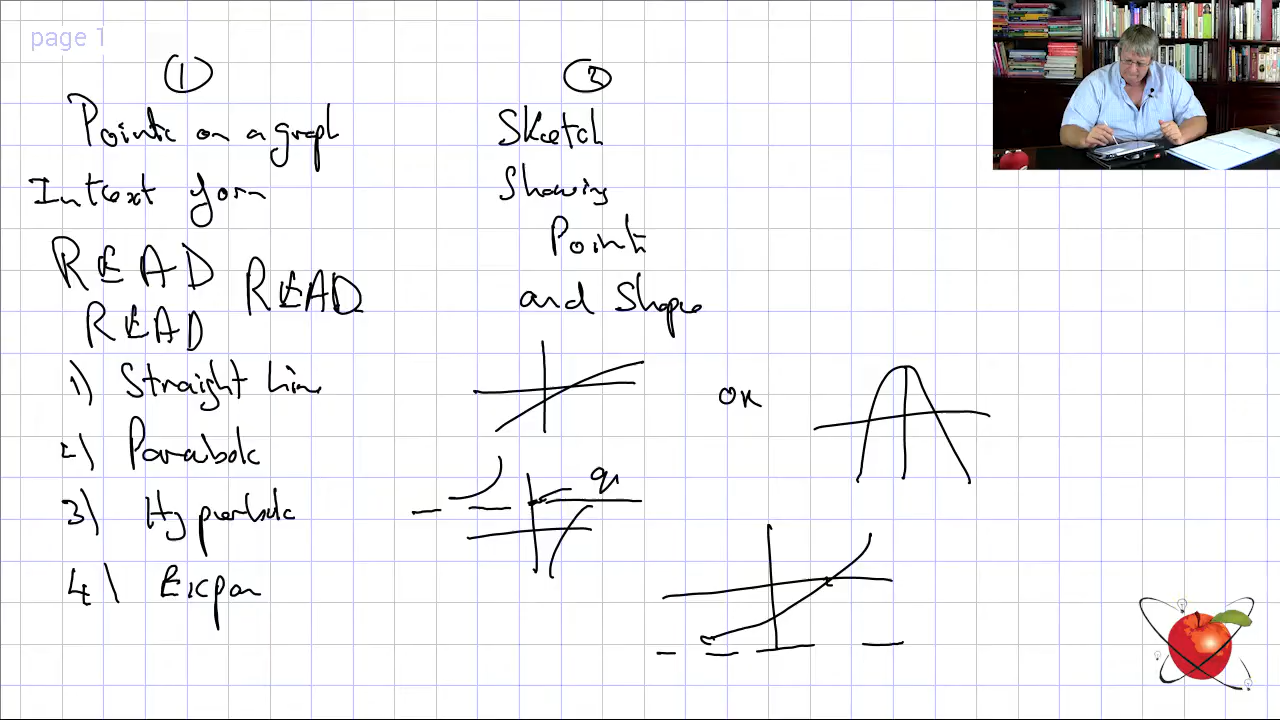 page 1
1
Points on a graph
In text form
READ READ
READ
1) Straight Line
2) Parabola
3) Hyperbola
4) Expon
2
Sketch
Showing
Points
and Shape
OR
q